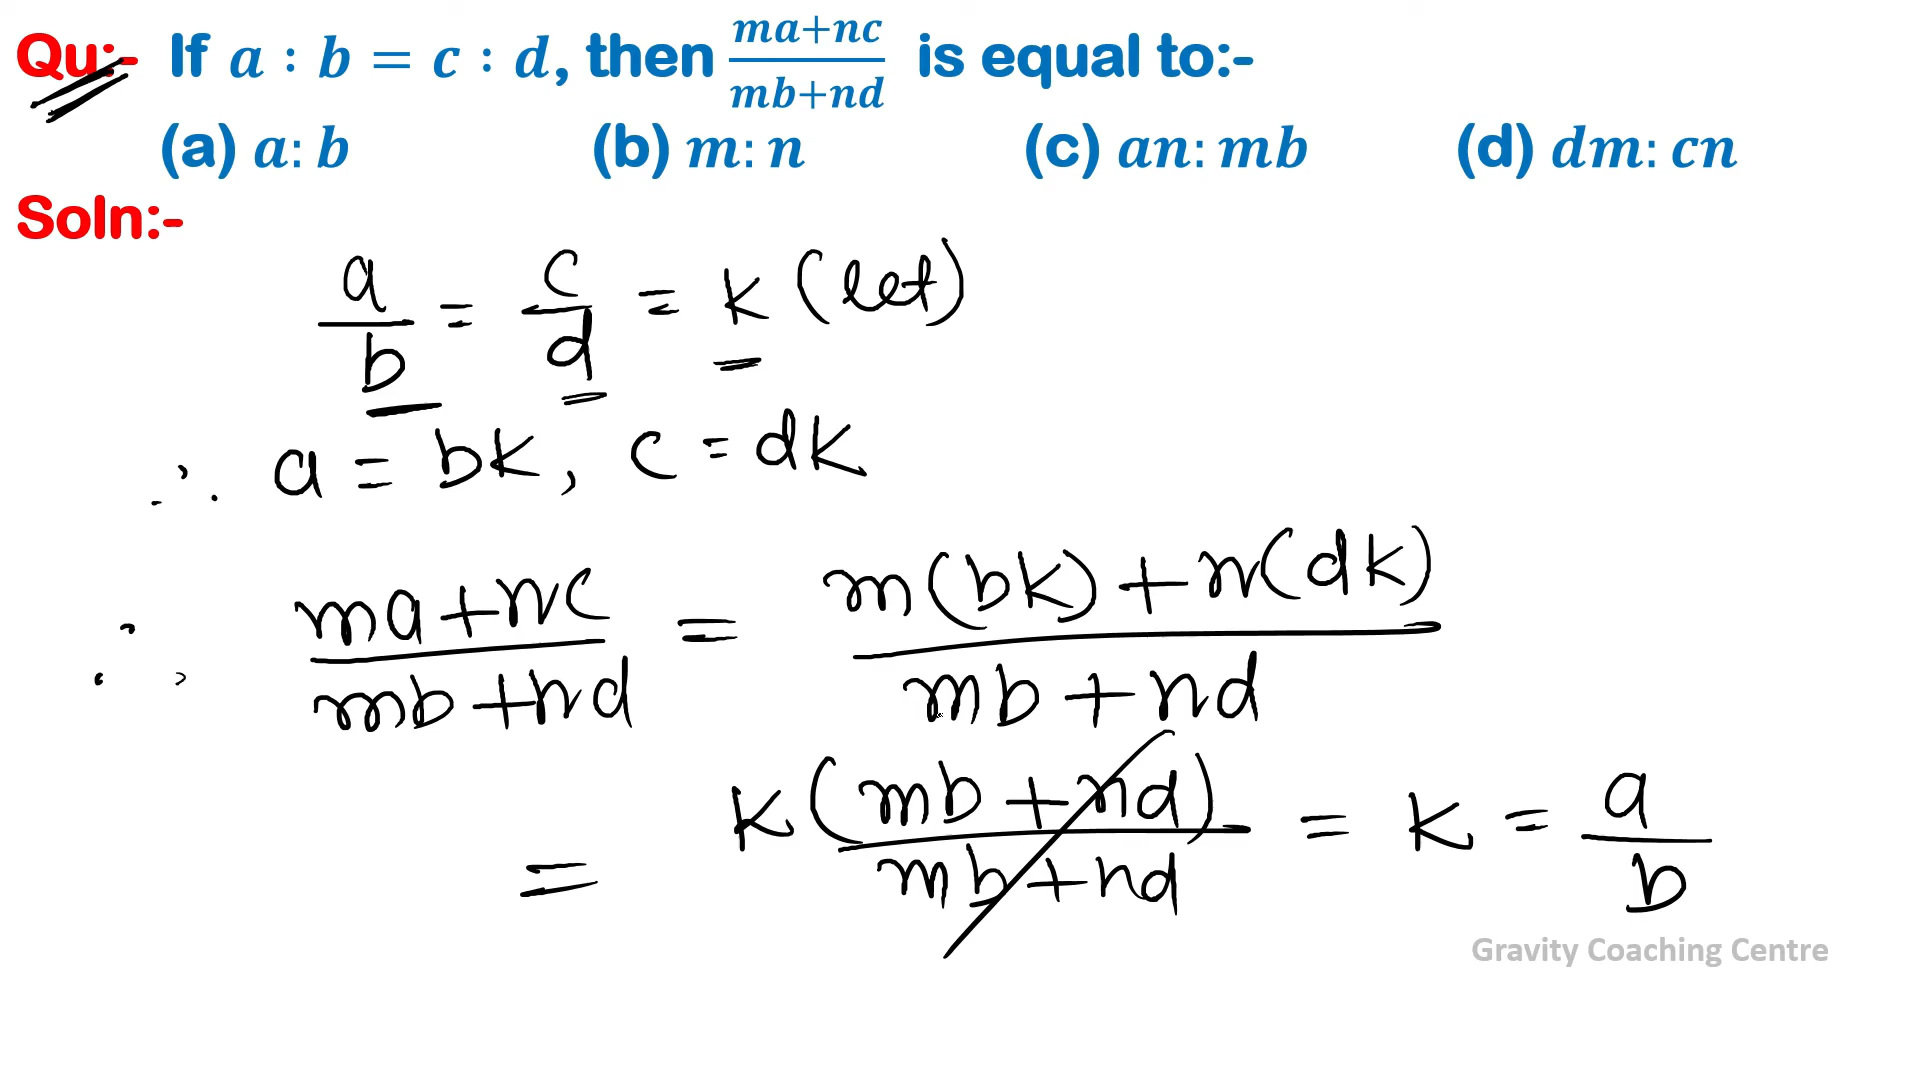 Qu:- If a : b = c : d, then (ma+nc)/(mb+nd) is equal to:-
(a) a: b (b) m: n (c) an: mb (d) dm: cn
Soln:-
a/b = c/d = k (let)
∴ a = bk, c = dk
∴ (ma+nc)/(mb+nd) = (m(bk)+n(dk))/(mb+nd)
= k(mb+nd)/(mb+nd) = k = a/b
Gravity Coaching Centre